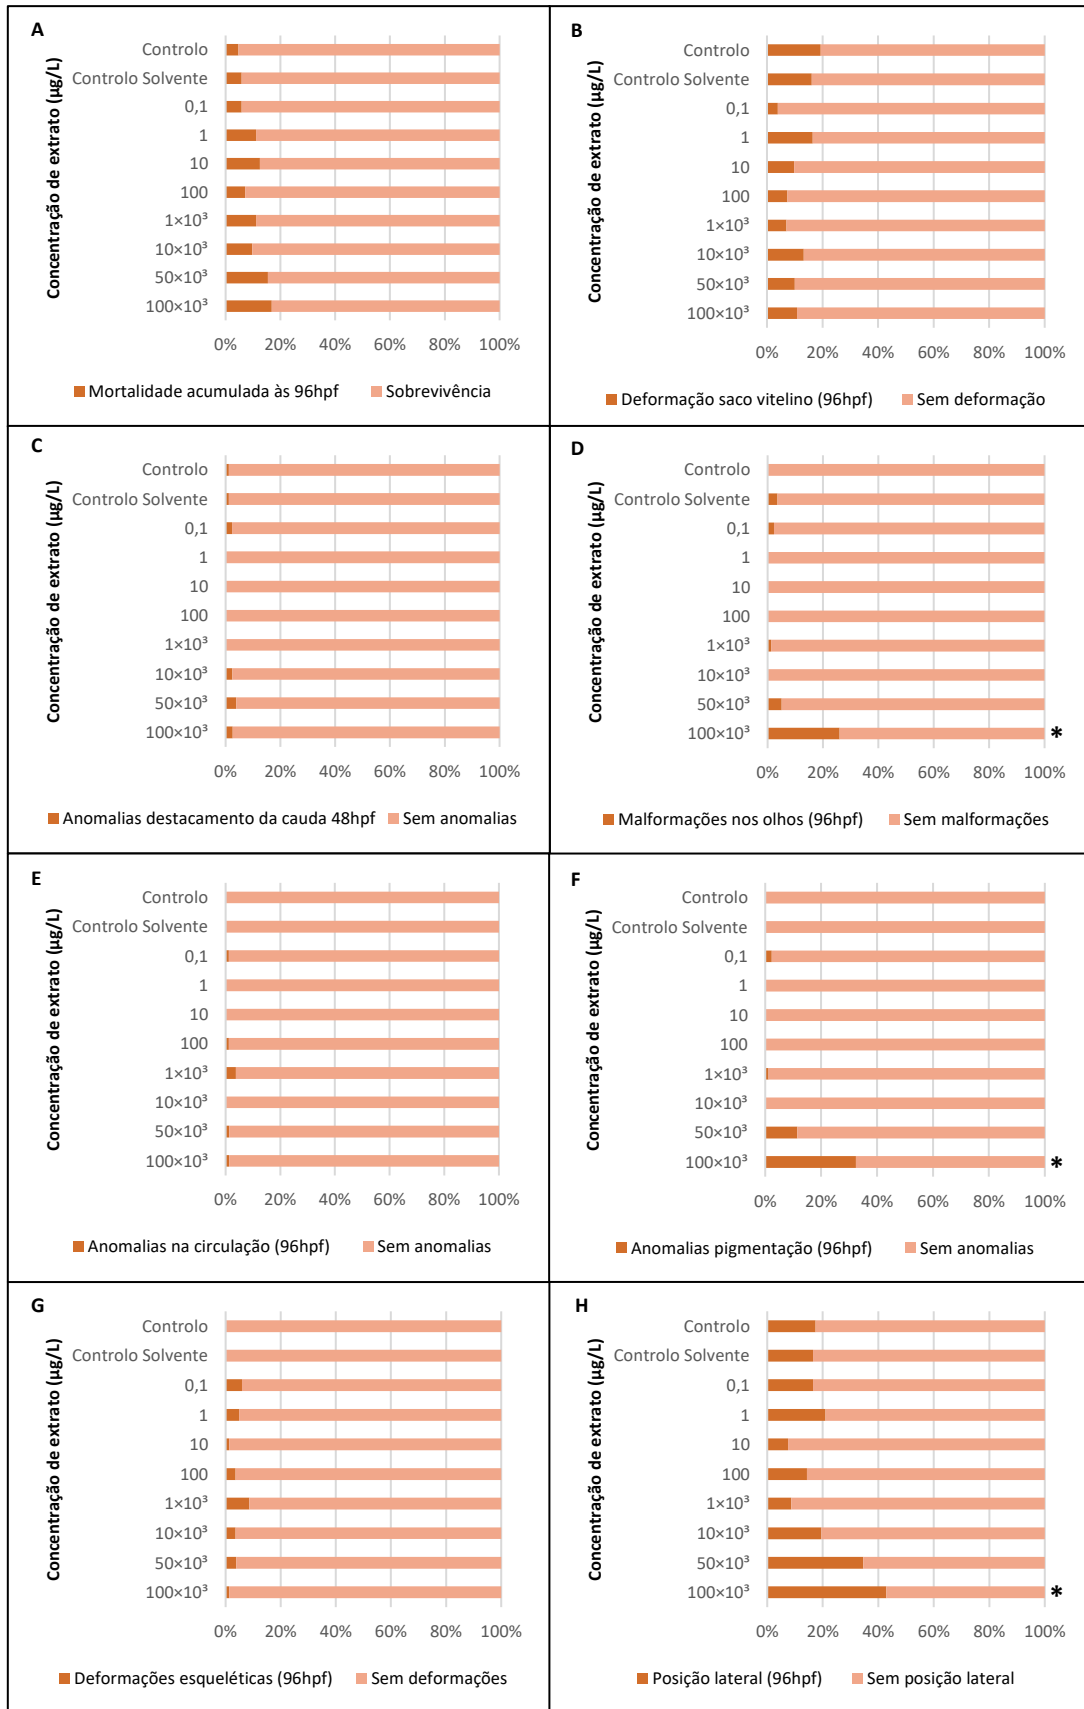 A
Concentração de extrato (µg/L)
Controlo
Controlo Solvente
0,1
1
10
100
1×10³
10×10³
50×10³
100×10³
0% 20% 40% 60% 80% 100%
Mortalidade acumulada às 96hpf Sobrevivência
B
Concentração de extrato (µg/L)
Controlo
Controlo Solvente
0,1
1
10
100
1×10³
10×10³
50×10³
100×10³
0% 20% 40% 60% 80% 100%
Deformação saco vitelino (96hpf) Sem deformação
C
Concentração de extrato (µg/L)
Controlo
Controlo Solvente
0,1
1
10
100
1×10³
10×10³
50×10³
100×10³
0% 20% 40% 60% 80% 100%
Anomalias destacamento da cauda 48hpf Sem anomalias
D
Concentração de extrato (µg/L)
Controlo
Controlo Solvente
0,1
1
10
100
1×10³
10×10³
50×10³
100×10³ *
0% 20% 40% 60% 80% 100%
Malformações nos olhos (96hpf) Sem malformações
E
Concentração de extrato (µg/L)
Controlo
Controlo Solvente
0,1
1
10
100
1×10³
10×10³
50×10³
100×10³
0% 20% 40% 60% 80% 100%
Anomalias na circulação (96hpf) Sem anomalias
F
Concentração de extrato (µg/L)
Controlo
Controlo Solvente
0,1
1
10
100
1×10³
10×10³
50×10³
100×10³ *
0% 20% 40% 60% 80% 100%
Anomalias pigmentação (96hpf) Sem anomalias
G
Concentração de extrato (µg/L)
Controlo
Controlo Solvente
0,1
1
10
100
1×10³
10×10³
50×10³
100×10³
0% 20% 40% 60% 80% 100%
Deformações esqueléticas (96hpf) Sem deformações
H
Concentração de extrato (µg/L)
Controlo
Controlo Solvente
0,1
1
10
100
1×10³
10×10³
50×10³
100×10³ *
0% 20% 40% 60% 80% 100%
Posição lateral (96hpf) Sem posição lateral